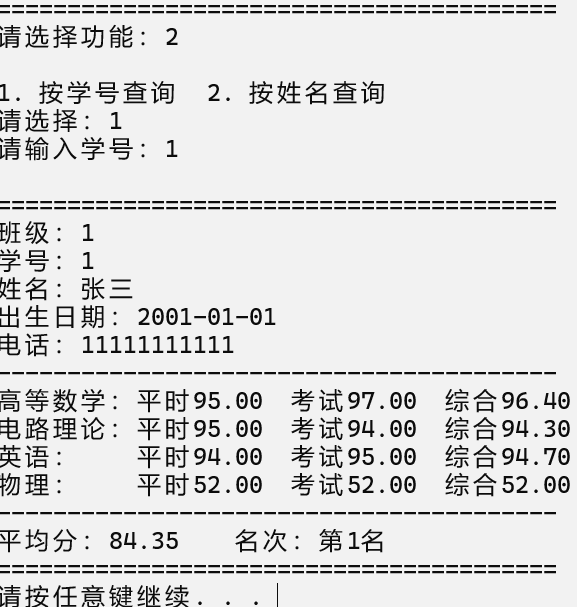 ========================================
请选择功能: 2
1. 按学号查询  2. 按姓名查询
请选择: 1
请输入学号: 1
========================================
班级: 1
学号: 1
姓名: 张三
出生日期: 2001-01-01
电话: 11111111111
----------------------------------------
高等数学: 平时95.00  考试97.00  综合96.40
电路理论: 平时95.00  考试94.00  综合94.30
英语:     平时94.00  考试95.00  综合94.70
物理:     平时52.00  考试52.00  综合52.00
----------------------------------------
平均分: 84.35    名次: 第1名
========================================
请按任意键继续. . .